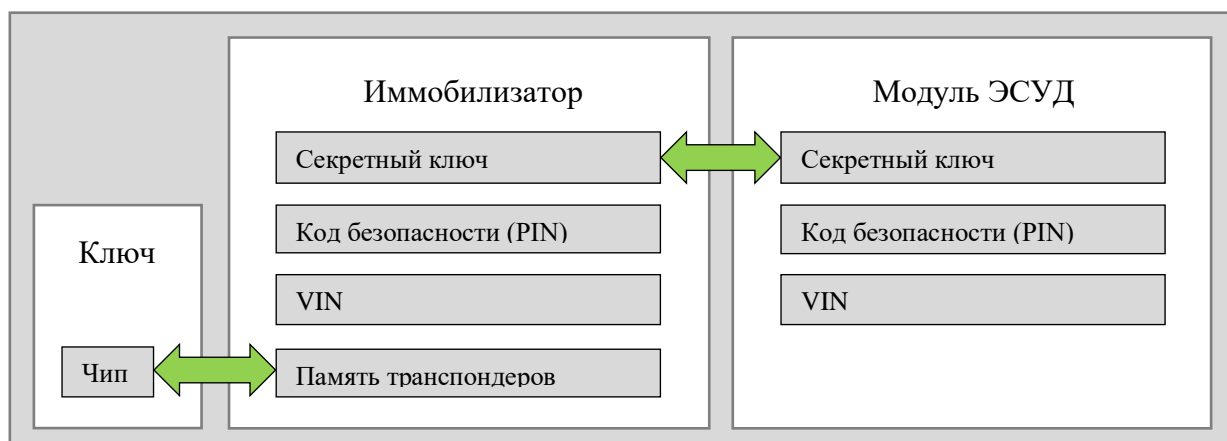 Иммобилизатор
Секретный ключ
Код безопасности (PIN)
VIN
Память транспондеров
Модуль ЭСУД
Секретный ключ
Код безопасности (PIN)
VIN
Ключ
Чип